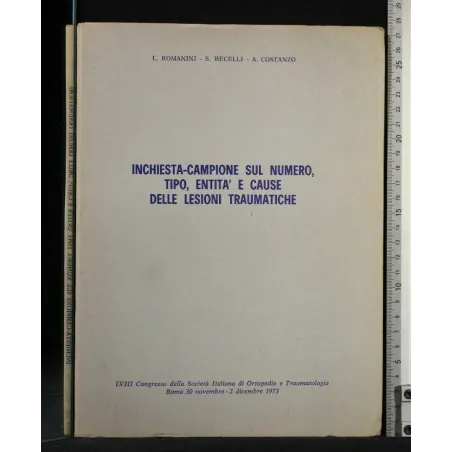 L. ROMANINI - S. BECELLI - A. COSTANZO
INCHIESTA-CAMPIONE SUL NUMERO,
TIPO, ENTITA' E CAUSE
DELLE LESIONI TRAUMATICHE
LVIII Congresso della Società Italiana di Ortopedia e Traumatologia
Roma 30 novembre - 2 dicembre 1973